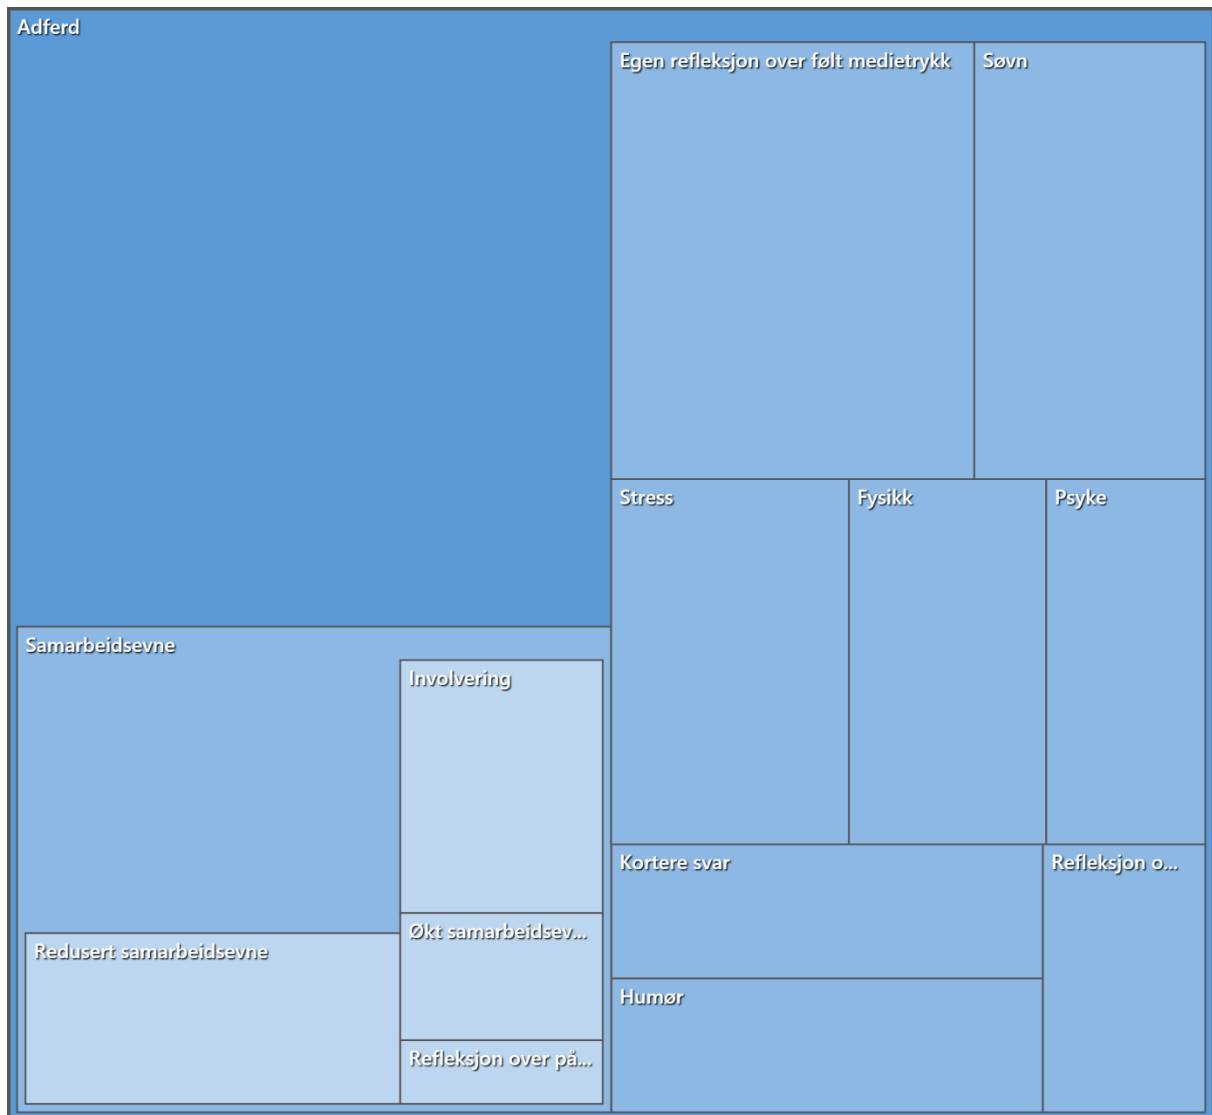 Adferd
Egen refleksjon over følt medietrykk
Søvn
Stress
Fysikk
Psyke
Samarbeidsevne
Involvering
Kortere svar
Refleksjon o...
Økt samarbeidsev...
Redusert samarbeidsevne
Humør
Refleksjon over på...